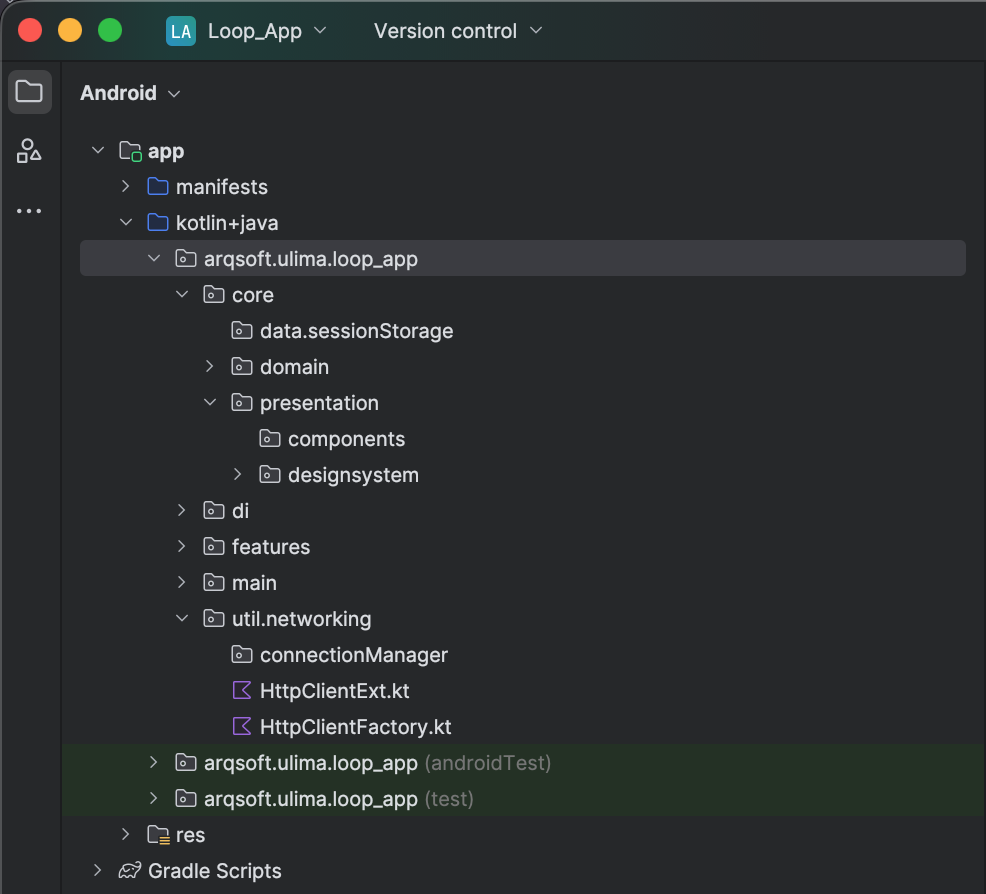 LA Loop_App Version control
Android
app
manifests
kotlin+java
arqsoft.ulima.loop_app
core
data.sessionStorage
domain
presentation
components
designsystem
di
features
main
util.networking
connectionManager
HttpClientExt.kt
HttpClientFactory.kt
arqsoft.ulima.loop_app (androidTest)
arqsoft.ulima.loop_app (test)
res
Gradle Scripts